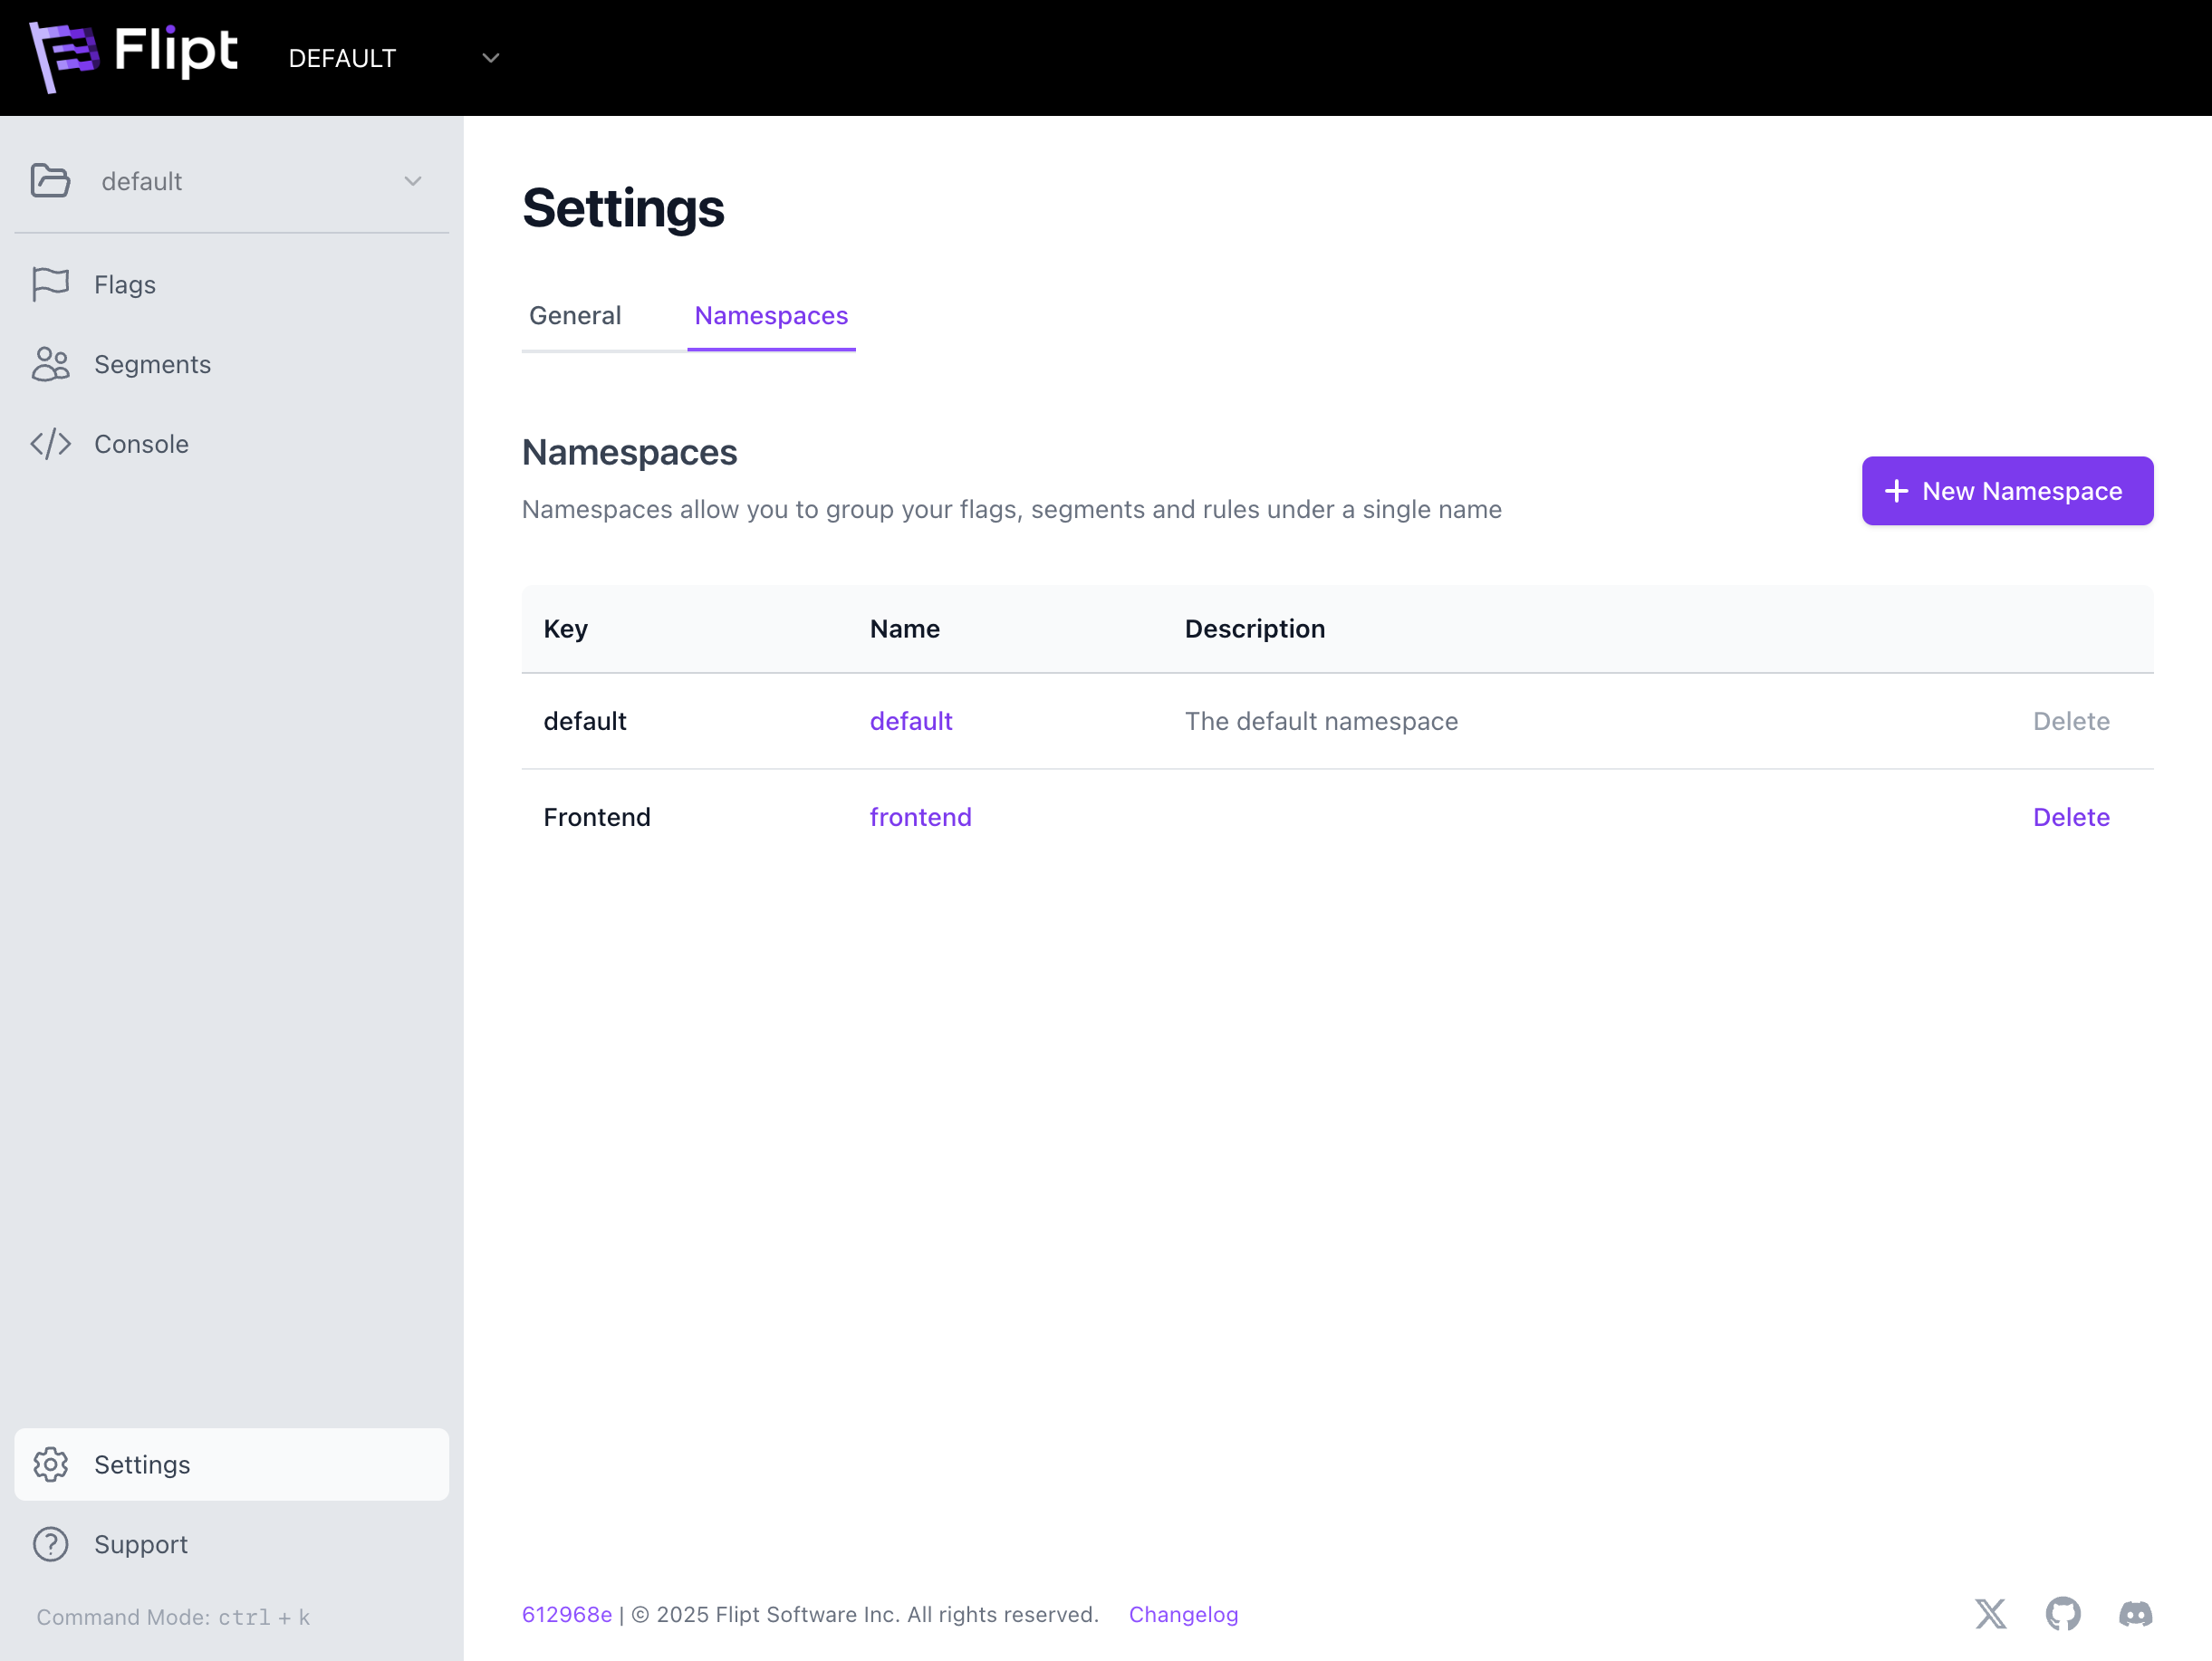 Flipt DEFAULT
default
Flags
Segments
Console
Settings
General Namespaces
Namespaces
Namespaces allow you to group your flags, segments and rules under a single name
New Namespace
Key Name Description
default default The default namespace Delete
Frontend frontend Delete
Settings
Support
Command Mode: ctrl + k
612968e | © 2025 Flipt Software Inc. All rights reserved. Changelog